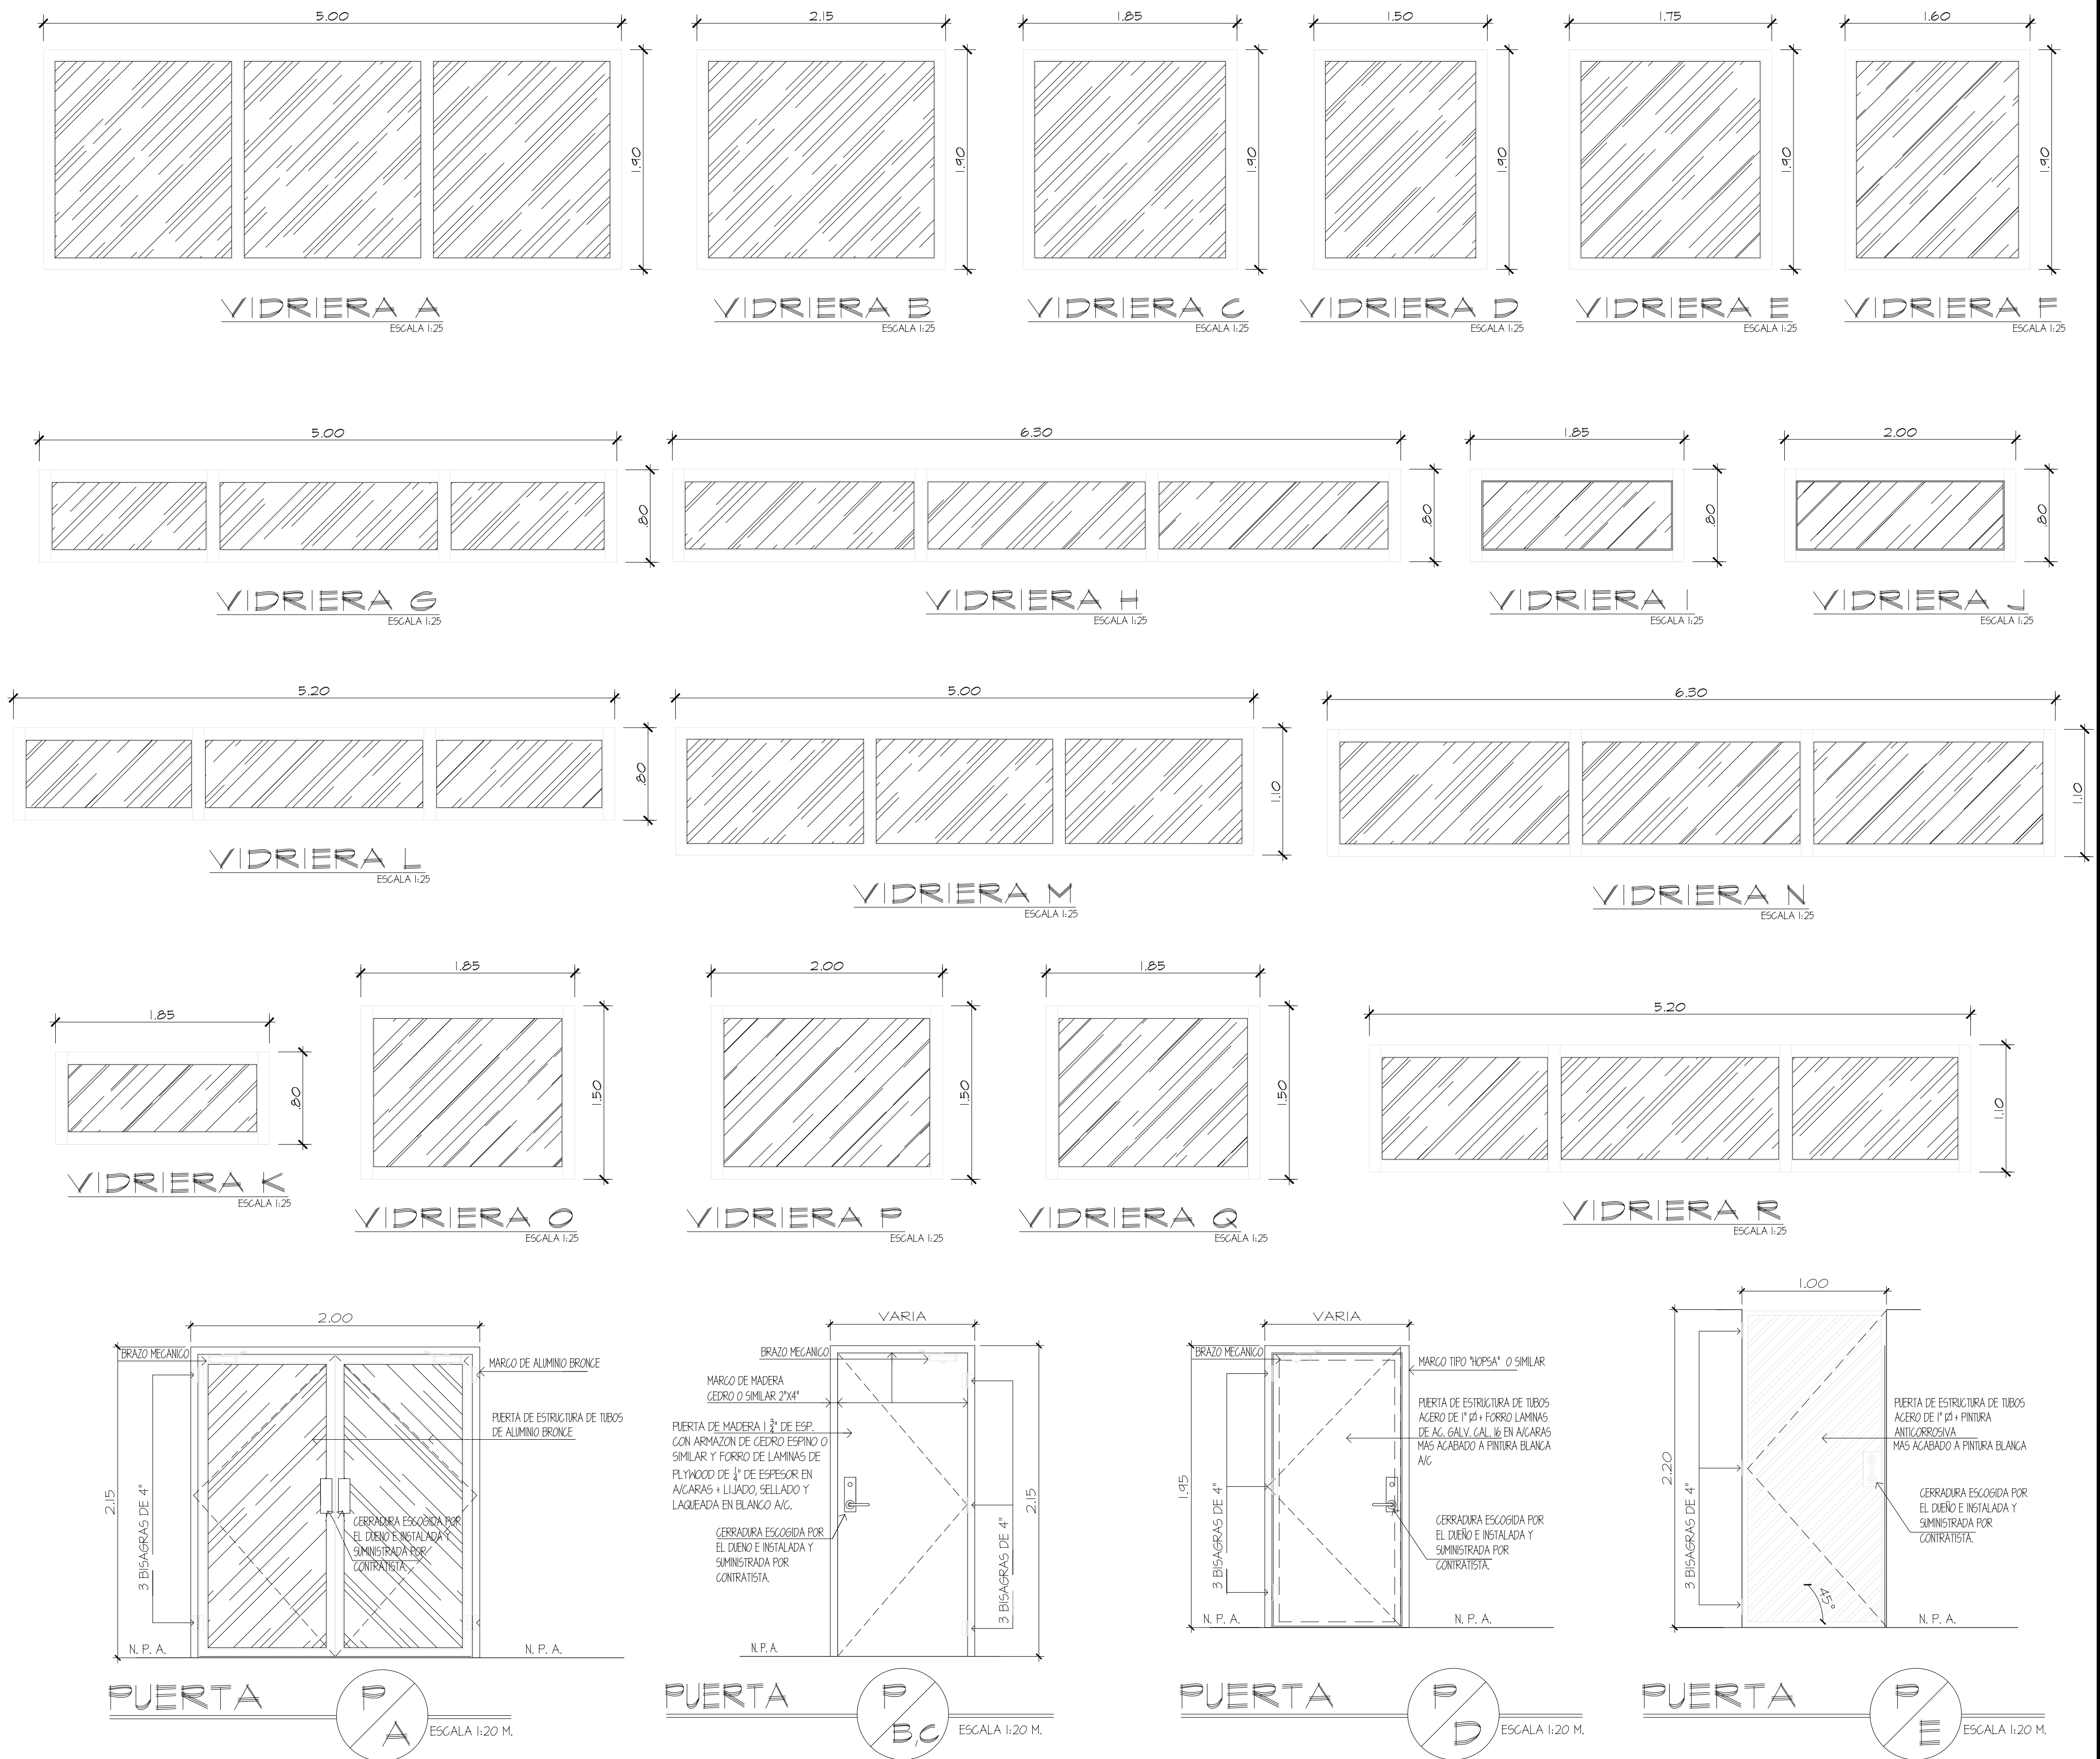 5.00
1.90
VIDRIERA A
ESCALA 1:25
2.15
1.90
VIDRIERA B
ESCALA 1:25
1.85
1.90
VIDRIERA C
ESCALA 1:25
1.50
1.90
VIDRIERA D
ESCALA 1:25
1.75
1.90
VIDRIERA E
ESCALA 1:25
1.60
1.90
VIDRIERA F
ESCALA 1:25
5.00
.80
VIDRIERA G
ESCALA 1:25
6.30
.80
VIDRIERA H
ESCALA 1:25
1.85
.80
VIDRIERA I
ESCALA 1:25
2.00
.80
VIDRIERA J
ESCALA 1:25
5.20
.80
VIDRIERA L
ESCALA 1:25
5.00
1.10
VIDRIERA M
ESCALA 1:25
6.30
1.10
VIDRIERA N
ESCALA 1:25
1.85
.80
VIDRIERA K
ESCALA 1:25
1.85
1.50
VIDRIERA O
ESCALA 1:25
2.00
1.50
VIDRIERA P
ESCALA 1:25
1.85
1.50
VIDRIERA Q
ESCALA 1:25
5.20
1.10
VIDRIERA R
ESCALA 1:25
2.00
BRAZO MECANICO
MARCO DE ALUMINIO BRONCE
PUERTA DE ESTRUCTURA DE TUBOS
DE ALUMINIO BRONCE
2.15
3 BISAGRAS DE 4"
CERRADURA ESCOGIDA POR
EL DUENO E INSTALADA Y
SUMINISTRADA POR
CONTRATISTA.
N. P. A.
N. P. A.
PUERTA
P
A
ESCALA 1:20 M.
VARIA
BRAZO MECANICO
MARCO DE MADERA
CEDRO O SIMILAR 2"X4"
PUERTA DE MADERA 1 3/4" DE ESP.
CON ARMAZON DE CEDRO ESPINO O
SIMILAR Y FORRO DE LAMINAS DE
PLYWOOD DE 1/4" DE ESPESOR EN
A/CARAS + LIJADO, SELLADO Y
LAQUEADA EN BLANCO A/C.
CERRADURA ESCOGIDA POR
EL DUENO E INSTALADA Y
SUMINISTRADA POR
CONTRATISTA.
3 BISAGRAS DE 4"
2.15
N. P. A.
PUERTA
P
B,C
ESCALA 1:20 M.
VARIA
BRAZO MECANICO
MARCO TIPO "HOPSA" O SIMILAR
PUERTA DE ESTRUCTURA DE TUBOS
ACERO DE 1" Ø + FORRO LAMINAS
DE AC. GALV. CAL. 16 EN A/CARAS
MAS ACABADO A PINTURA BLANCA
A/C
1.95
3 BISAGRAS DE 4"
CERRADURA ESCOGIDA POR
EL DUEÑO E INSTALADA Y
SUMINISTRADA POR
CONTRATISTA.
N. P. A.
N. P. A.
PUERTA
P
D
ESCALA 1:20 M.
1.00
2.20
3 BISAGRAS DE 4"
PUERTA DE ESTRUCTURA DE TUBOS
ACERO DE 1" Ø + PINTURA
ANTICORROSIVA
MAS ACABADO A PINTURA BLANCA
CERRADURA ESCOGIDA POR
EL DUEÑO E INSTALADA Y
SUMINISTRADA POR
CONTRATISTA.
45°
N. P. A.
PUERTA
P
E
ESCALA 1:20 M.